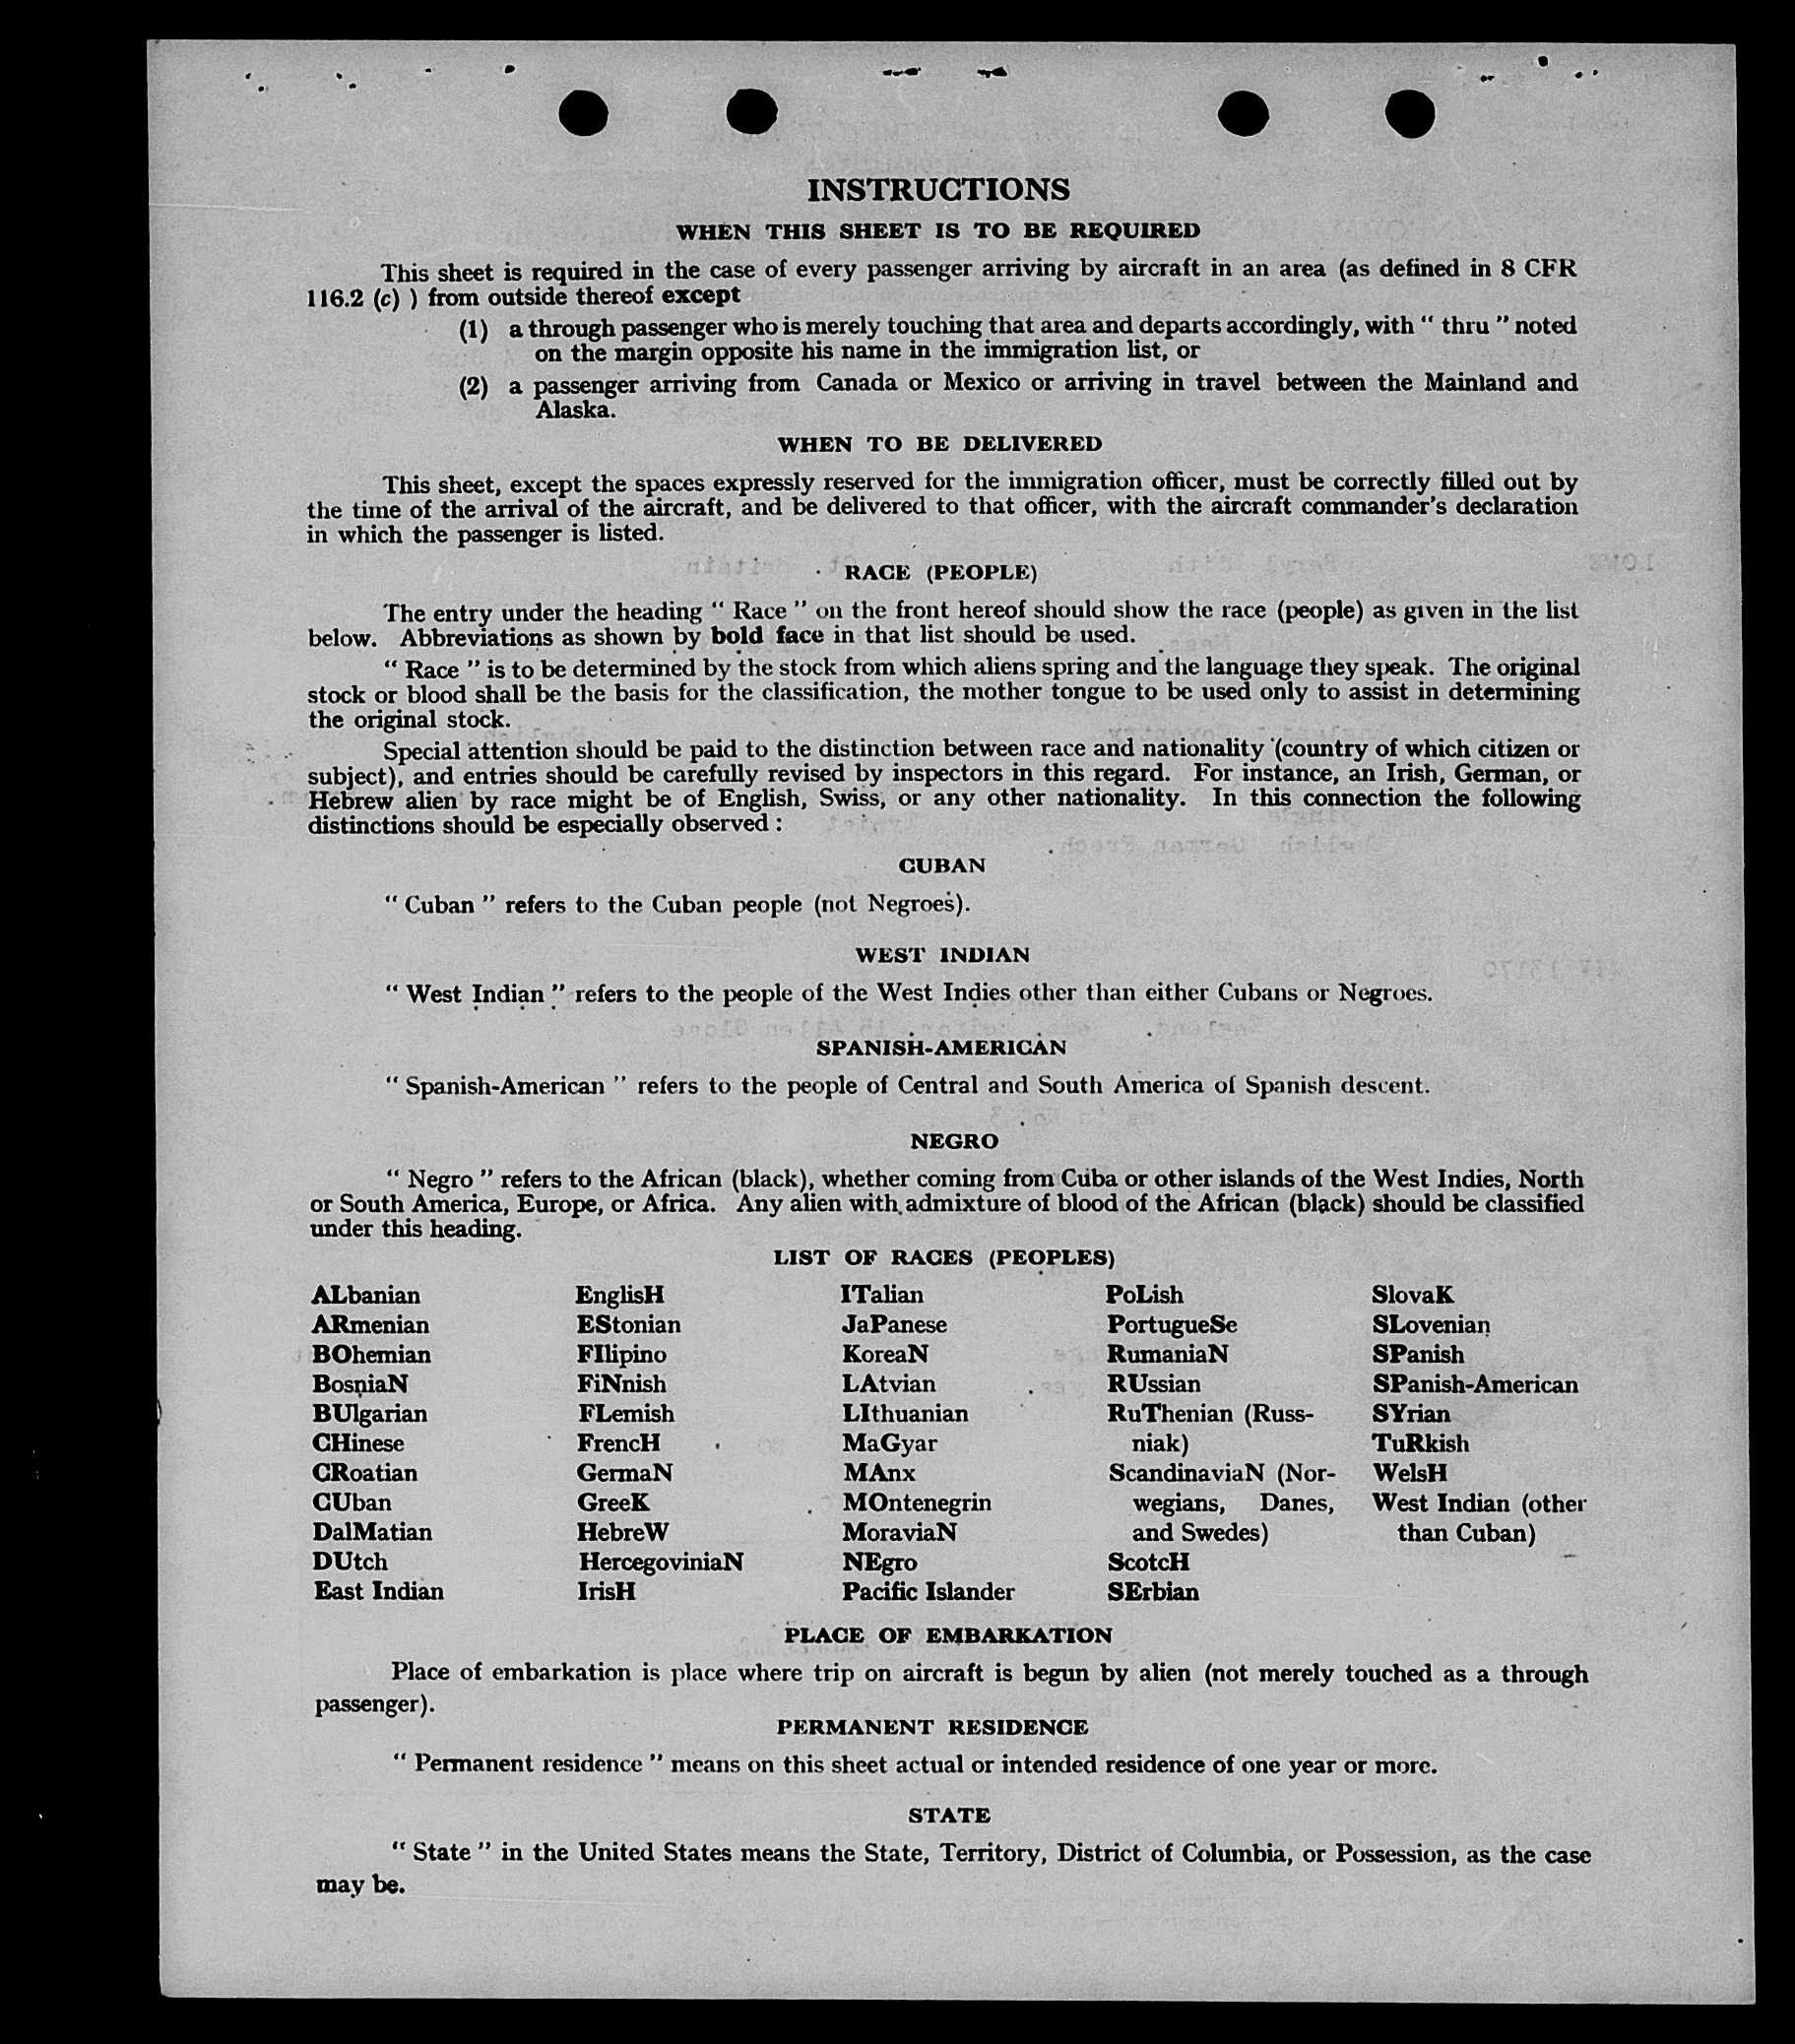 INSTRUCTIONS
WHEN THIS SHEET IS TO BE REQUIRED
This sheet is required in the case of every passenger arriving by aircraft in an area (as defined in 8 CFR
116.2 (c) ) from outside thereof except
(1) a through passenger who is merely touching that area and departs accordingly, with “ thru ” noted
on the margin opposite his name in the immigration list, or
(2) a passenger arriving from Canada or Mexico or arriving in travel between the Mainland and
Alaska.
WHEN TO BE DELIVERED
This sheet, except the spaces expressly reserved for the immigration officer, must be correctly filled out by
the time of the arrival of the aircraft, and be delivered to that officer, with the aircraft commander’s declaration
in which the passenger is listed.
RACE (PEOPLE)
The entry under the heading “ Race ” on the front hereof should show the race (people) as given in the list
below. Abbreviations as shown by bold face in that list should be used.
“ Race ” is to be determined by the stock from which aliens spring and the language they speak. The original
stock or blood shall be the basis for the classification, the mother tongue to be used only to assist in determining
the original stock.
Special attention should be paid to the distinction between race and nationality (country of which citizen or
subject), and entries should be carefully revised by inspectors in this regard. For instance, an Irish, German, or
Hebrew alien by race might be of English, Swiss, or any other nationality. In this connection the following
distinctions should be especially observed :
CUBAN
“ Cuban ” refers to the Cuban people (not Negroes).
WEST INDIAN
“ West Indian ” refers to the people of the West Indies other than either Cubans or Negroes.
SPANISH-AMERICAN
“ Spanish-American ” refers to the people of Central and South America of Spanish descent.
NEGRO
“ Negro ” refers to the African (black), whether coming from Cuba or other islands of the West Indies, North
or South America, Europe, or Africa. Any alien with admixture of blood of the African (black) should be classified
under this heading.
LIST OF RACES (PEOPLES)
ALbanian
ARmenian
BOhemian
BosniaN
BUlgarian
CHinese
CRoatian
CUban
DalMatian
DUtch
East Indian
EnglisH
EStonian
FIlipino
FiNnish
FLemish
FrencH
GermaN
GreeK
HebreW
HercegoviniaN
IrisH
ITalian
JaPanese
KoreaN
LAtvian
LIthuanian
MaGyar
MAnx
MOntenegrin
MoraviaN
NEgro
Pacific Islander
PoLish
PortugueSe
RumaniaN
RUssian
RuThenian (Russ-
niak)
ScandinaviaN (Nor-
wegians, Danes,
and Swedes)
ScotcH
SErbian
SlovaK
SLovenian
SPanish
SPanish-American
SYrian
TuRkish
WelsH
West Indian (other
than Cuban)
PLACE OF EMBARKATION
Place of embarkation is place where trip on aircraft is begun by alien (not merely touched as a through
passenger).
PERMANENT RESIDENCE
“ Permanent residence ” means on this sheet actual or intended residence of one year or more.
STATE
“ State ” in the United States means the State, Territory, District of Columbia, or Possession, as the case
may be.